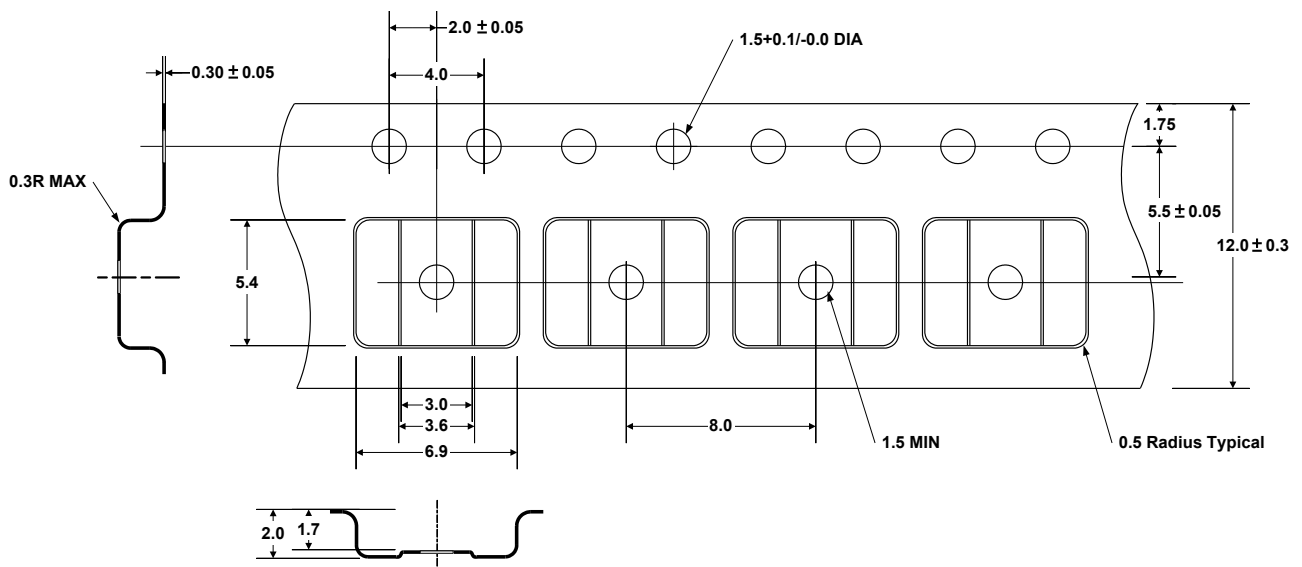 2.0 ± 0.05
1.5+0.1/-0.0 DIA
0.30 ± 0.05
4.0
1.75
0.3R MAX
5.5 ± 0.05
12.0 ± 0.3
5.4
3.0
3.6
8.0
1.5 MIN
0.5 Radius Typical
6.9
2.0
1.7